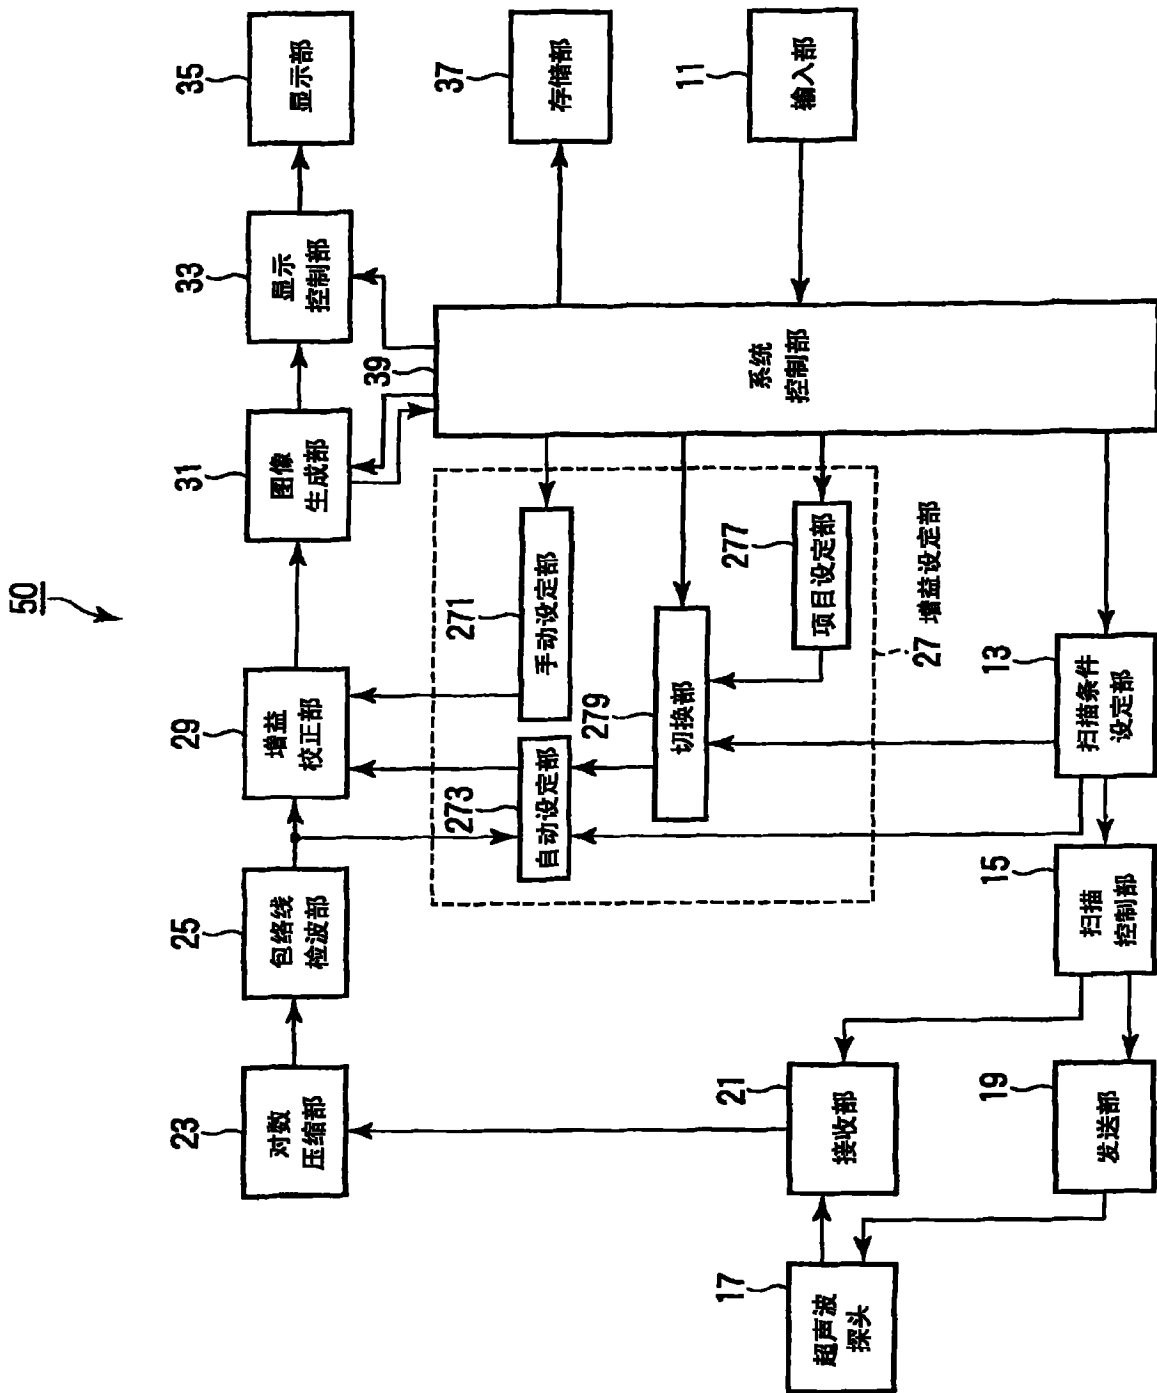 50
23
25
29
31
33
35
对数
压缩部
包络线
检波部
增益
校正部
图像
生成部
显示
控制部
显示部
39
273
271
自动设定部
手动设定部
37
存储部
279
切换部
17
超声波
探头
21
接收部
277
项目设定部
系统
控制部
11
输入部
27 增益设定部
19
发送部
15
扫描
控制部
13
扫描条件
设定部